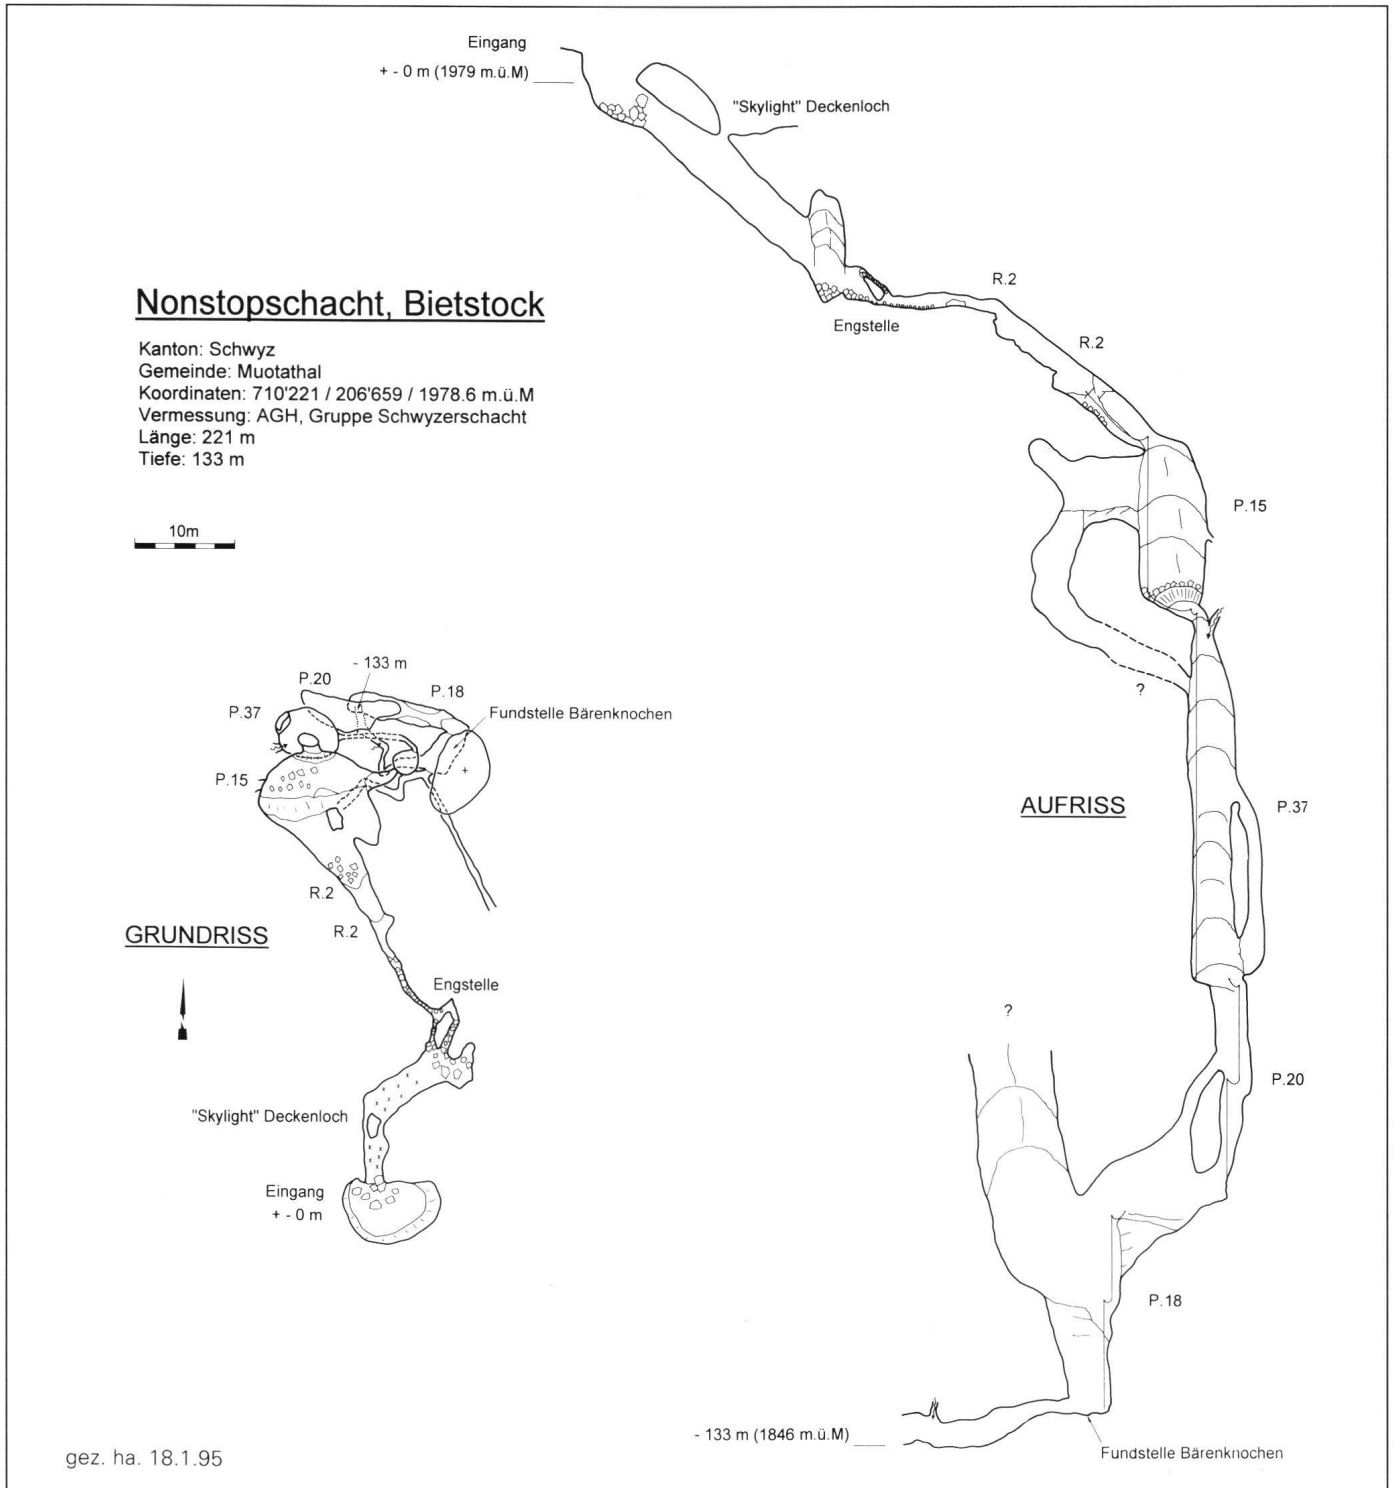 Eingang
+ - 0 m (1979 m.ü.M)
"Skylight" Deckenloch
R.2
Engstelle
R.2
Nonstopschacht, Bietstock
Kanton: Schwyz
Gemeinde: Muotathal
Koordinaten: 710'221 / 206'659 / 1978.6 m.ü.M
Vermessung: AGH, Gruppe Schwyzerschacht
Länge: 221 m
Tiefe: 133 m
10m
P.15
?
AUFRISS
P.37
?
P.20
P.18
- 133 m (1846 m.ü.M)
Fundstelle Bärenknochen
- 133 m
P.20
P.18
P.37
Fundstelle Bärenknochen
P.15
R.2
R.2
GRUNDRISS
Engstelle
"Skylight" Deckenloch
Eingang
+ - 0 m
gez. ha. 18.1.95